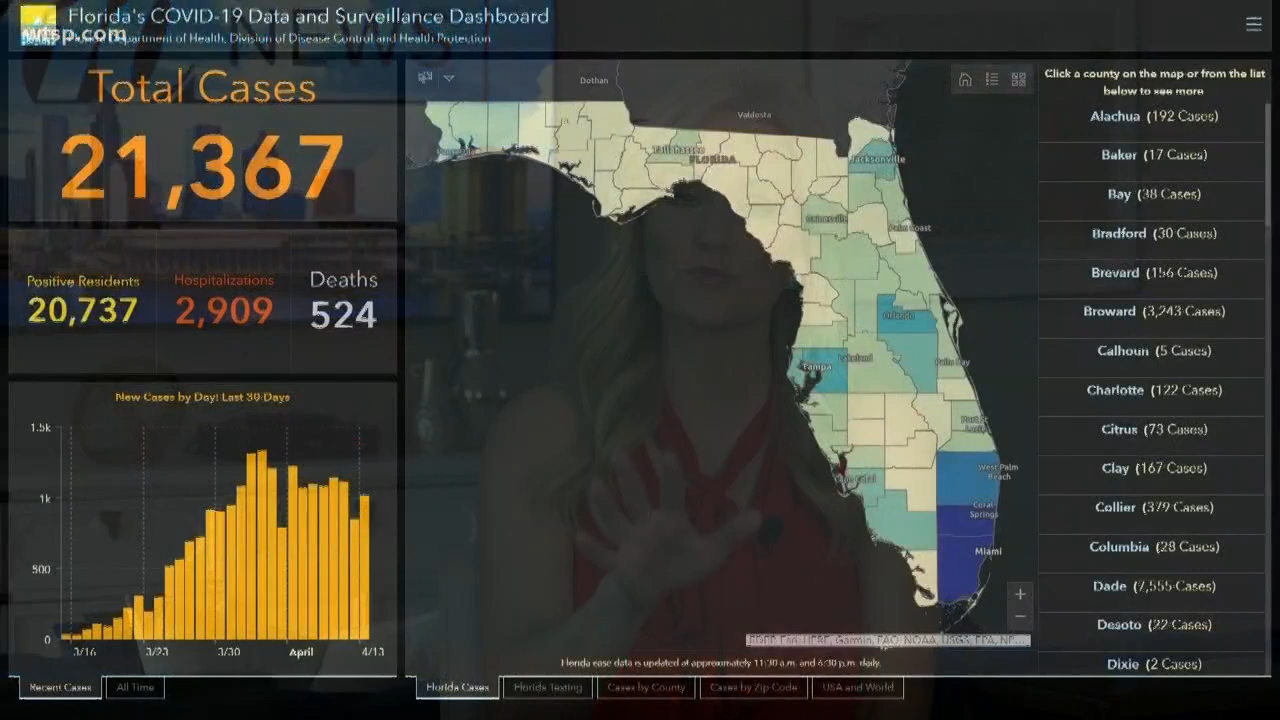 Florida's COVID-19 Data and Surveillance Dashboard
wtsp.com
Florida Department of Health, Division of Disease Control and Health Protection
NEWS
Total Cases
21,367
Positive Residents
20,737
Hospitalizations
2,909
Deaths
524
New Cases by Day: Last 30 Days
1.5k
1k
500
0
3/16
3/23
3/30
April
4/13
Recent Cases
All Time
Dothan
Valdosta
Tallahassee
FLORIDA
Jacksonville
Gainesville
Palm Coast
Orlando
Lakeland
Tampa
Palm Bay
Port St.
Lucie
West Palm
Beach
Coral
Springs
Miami
+
−
Florida case data is updated at approximately 11:30 a.m. and 6:30 p.m. daily.
Florida Cases
Florida Testing
Cases by County
Cases by Zip Code
USA and World
Click a county on the map or from the list
below to see more
Alachua (192 Cases)
Baker (17 Cases)
Bay (38 Cases)
Bradford (30 Cases)
Brevard (156 Cases)
Broward (3,243 Cases)
Calhoun (5 Cases)
Charlotte (122 Cases)
Citrus (73 Cases)
Clay (167 Cases)
Collier (379 Cases)
Columbia (28 Cases)
Dade (7,555 Cases)
Desoto (22 Cases)
Dixie (2 Cases)